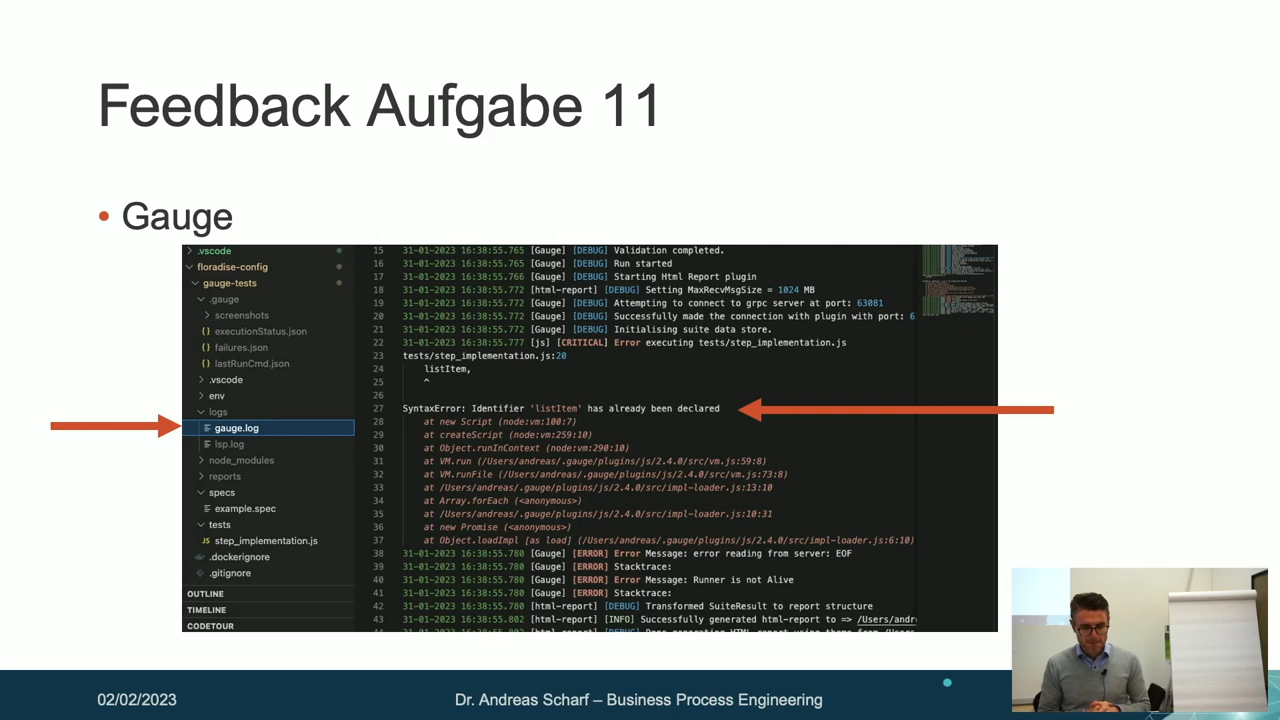 Feedback Aufgabe 11
• Gauge
.vscode
floradise-config
gauge-tests
.gauge
screenshots
executionStatus.json
failures.json
lastRunCmd.json
.vscode
env
logs
gauge.log
lsp.log
node_modules
reports
specs
example.spec
tests
step_implementation.js
.dockerignore
.gitignore
OUTLINE
TIMELINE
CODETOUR
15 31-01-2023 16:38:55.765 [Gauge] [DEBUG] Validation completed.
16 31-01-2023 16:38:55.765 [Gauge] [DEBUG] Run started
17 31-01-2023 16:38:55.766 [Gauge] [DEBUG] Starting Html Report plugin
18 31-01-2023 16:38:55.772 [html-report] [DEBUG] Setting MaxRecvMsgSize = 1024 MB
19 31-01-2023 16:38:55.772 [Gauge] [DEBUG] Attempting to connect to grpc server at port: 63081
20 31-01-2023 16:38:55.772 [Gauge] [DEBUG] Successfully made the connection with plugin with port: 6
21 31-01-2023 16:38:55.772 [Gauge] [DEBUG] Initialising suite data store.
22 31-01-2023 16:38:55.777 [js] [CRITICAL] Error executing tests/step_implementation.js
23 tests/step_implementation.js:20
24 listItem,
25 ^
26
27 SyntaxError: Identifier 'listItem' has already been declared
28 at new Script (node:vm:100:7)
29 at createScript (node:vm:259:10)
30 at Object.runInContext (node:vm:290:10)
31 at VM.run (/Users/andreas/.gauge/plugins/js/2.4.0/src/vm.js:59:8)
32 at VM.runFile (/Users/andreas/.gauge/plugins/js/2.4.0/src/vm.js:73:8)
33 at /Users/andreas/.gauge/plugins/js/2.4.0/src/impl-loader.js:13:10
34 at Array.forEach (<anonymous>)
35 at /Users/andreas/.gauge/plugins/js/2.4.0/src/impl-loader.js:10:31
36 at new Promise (<anonymous>)
37 at Object.loadImpl [as load] (/Users/andreas/.gauge/plugins/js/2.4.0/src/impl-loader.js:6:10)
38 31-01-2023 16:38:55.780 [Gauge] [ERROR] Error Message: error reading from server: EOF
39 31-01-2023 16:38:55.780 [Gauge] [ERROR] Stacktrace:
40 31-01-2023 16:38:55.780 [Gauge] [ERROR] Error Message: Runner is not Alive
41 31-01-2023 16:38:55.780 [Gauge] [ERROR] Stacktrace:
42 31-01-2023 16:38:55.780 [html-report] [DEBUG] Transformed SuiteResult to report structure
43 31-01-2023 16:38:55.802 [html-report] [INFO] Successfully generated html-report to => /Users/andr
02/02/2023
Dr. Andreas Scharf – Business Process Engineering